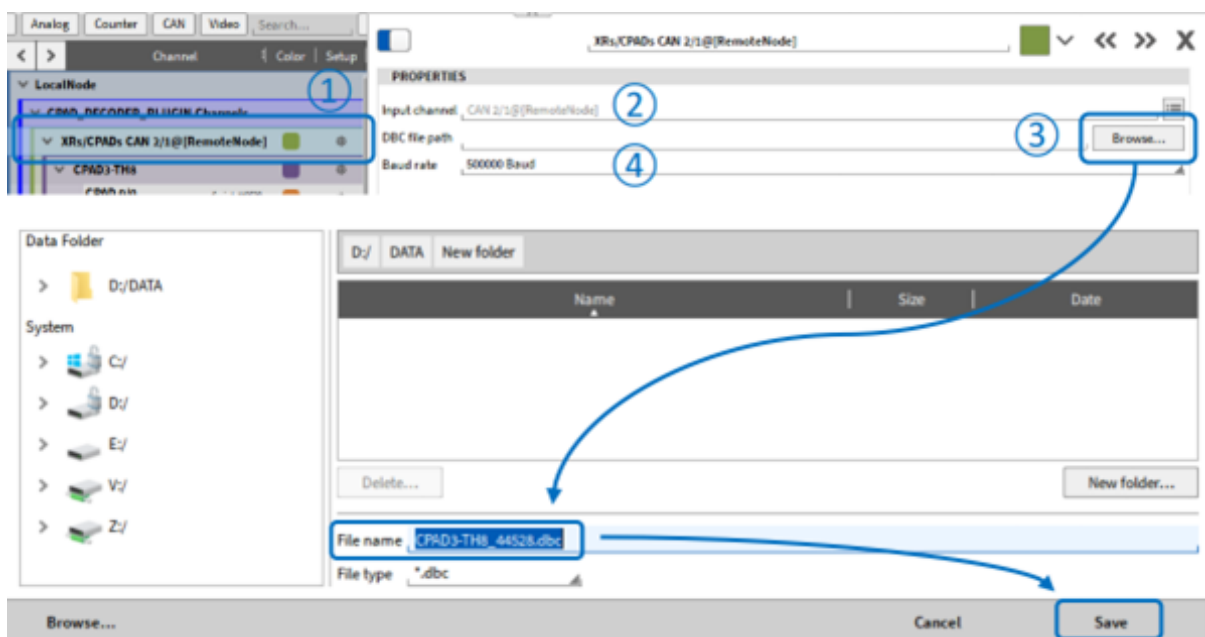 Analog Counter CAN Video Search...
Channel Color Setup
XRs/CPADs CAN 2/1@[RemoteNode]
LocalNode
①
PROPERTIES
CPAD_DECODER_PLUGIN Channels
Input channel CAN 2/1@[RemoteNode] ②
XRs/CPADs CAN 2/1@[RemoteNode]
DBC file path ③ Browse...
CPAD3-TH8
Baud rate 500000 Baud ④
Data Folder
D:/ DATA New folder
D:/DATA
Name Size Date
System
C:/
D:/
E:/
V:/
Z:/
Delete... New folder...
File name CPAD3-TH8_44528.dbc
File type *.dbc
Browse... Cancel Save